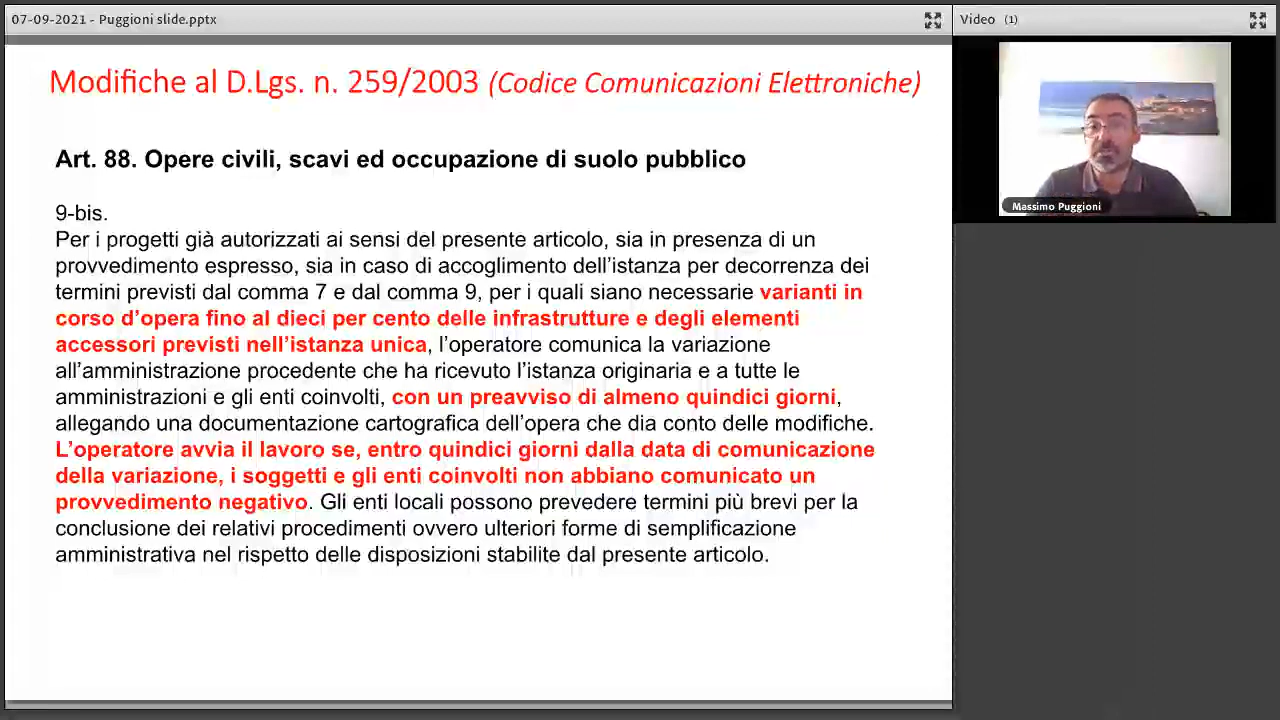 07-09-2021 - Puggioni slide.pptx
Video (1)
Modifiche al D.Lgs. n. 259/2003 (Codice Comunicazioni Elettroniche)
Massimo Puggioni
Art. 88. Opere civili, scavi ed occupazione di suolo pubblico
9-bis.
Per i progetti già autorizzati ai sensi del presente articolo, sia in presenza di un
provvedimento espresso, sia in caso di accoglimento dell’istanza per decorrenza dei
termini previsti dal comma 7 e dal comma 9, per i quali siano necessarie varianti in
corso d’opera fino al dieci per cento delle infrastrutture e degli elementi
accessori previsti nell’istanza unica, l’operatore comunica la variazione
all’amministrazione procedente che ha ricevuto l’istanza originaria e a tutte le
amministrazioni e gli enti coinvolti, con un preavviso di almeno quindici giorni,
allegando una documentazione cartografica dell’opera che dia conto delle modifiche.
L’operatore avvia il lavoro se, entro quindici giorni dalla data di comunicazione
della variazione, i soggetti e gli enti coinvolti non abbiano comunicato un
provvedimento negativo. Gli enti locali possono prevedere termini più brevi per la
conclusione dei relativi procedimenti ovvero ulteriori forme di semplificazione
amministrativa nel rispetto delle disposizioni stabilite dal presente articolo.